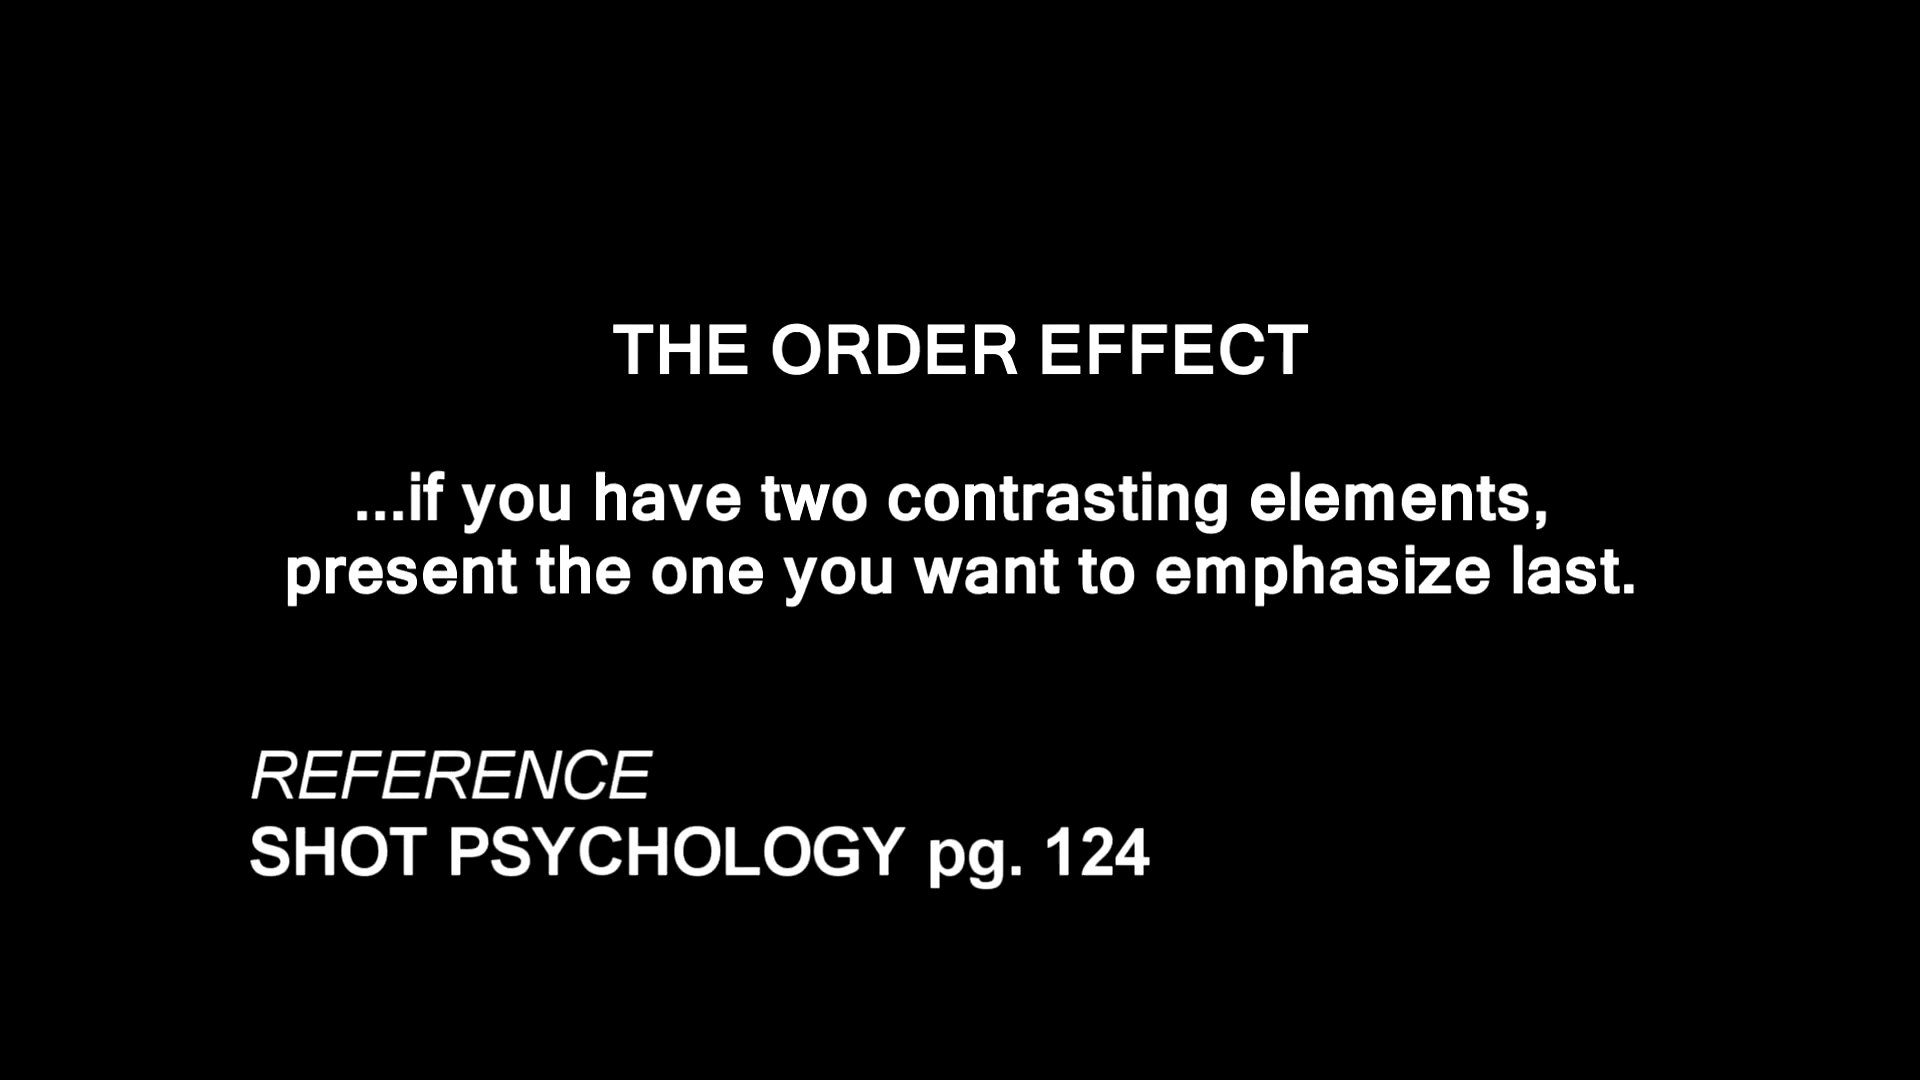 THE ORDER EFFECT
...if you have two contrasting elements,
present the one you want to emphasize last.
REFERENCE
SHOT PSYCHOLOGY pg. 124